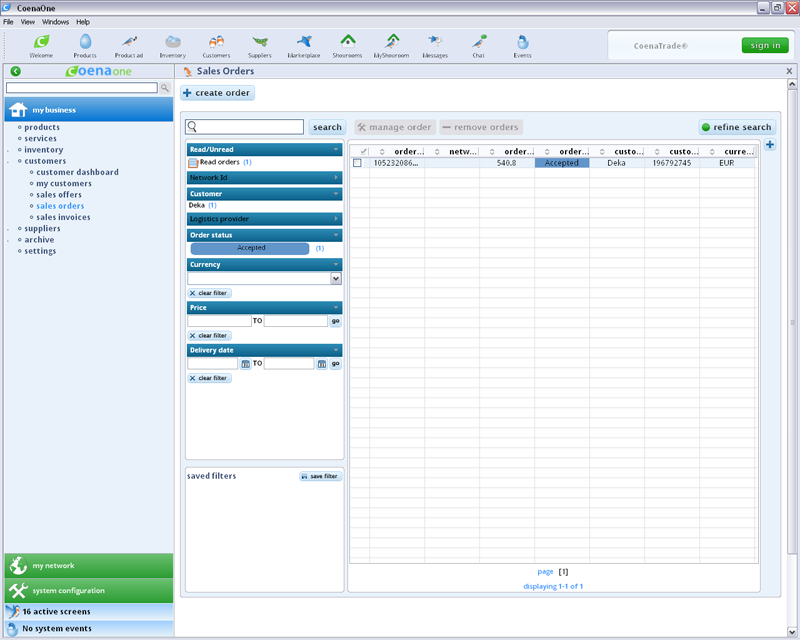 CoenaOne
File View Windows Help
Welcome Products Product ad Inventory Customers Suppliers Marketplace Showrooms MyShowroom Messages Chat Events
CoenaTrade®
sign in
Coenaone
Sales Orders
my business
products
services
inventory
customers
customer dashboard
my customers
sales offers
sales orders
sales invoices
suppliers
archive
settings
my network
system configuration
16 active screens
No system events
create order
search
manage order
remove orders
refine search
Read/Unread
Read orders (1)
Network Id
Customer
Deka (1)
Logistics provider
Order status
Accepted (1)
Currency
clear filter
Price
TO go
clear filter
Delivery date
TO go
clear filter
saved filters
save filter
order... netw... order... order... custo... custo... curre...
105232086... 540.8 Accepted Deka 196792745 EUR
page [1]
displaying 1-1 of 1